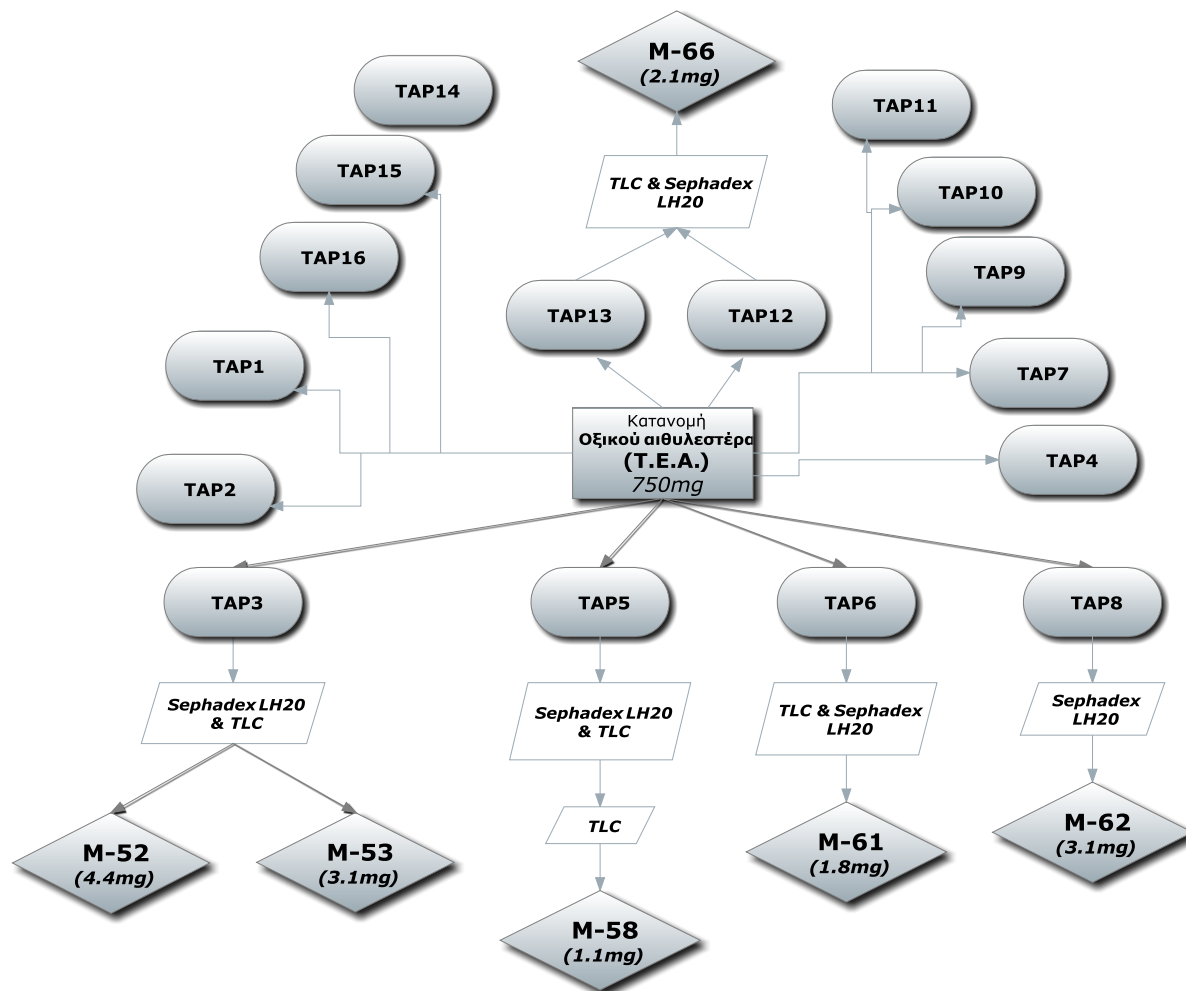 M-66
(2.1mg)
TAP14
TAP11
TAP15
TLC & Sephadex
LH20
TAP10
TAP16
TAP9
TAP13
TAP12
TAP1
TAP7
Κατανομή
Οξικού αιθυλεστέρα
(T.E.A.)
750mg
TAP4
TAP2
TAP3
TAP5
TAP6
TAP8
Sephadex LH20
& TLC
Sephadex LH20
& TLC
TLC & Sephadex
LH20
Sephadex
LH20
TLC
M-52
(4.4mg)
M-53
(3.1mg)
M-61
(1.8mg)
M-62
(3.1mg)
M-58
(1.1mg)